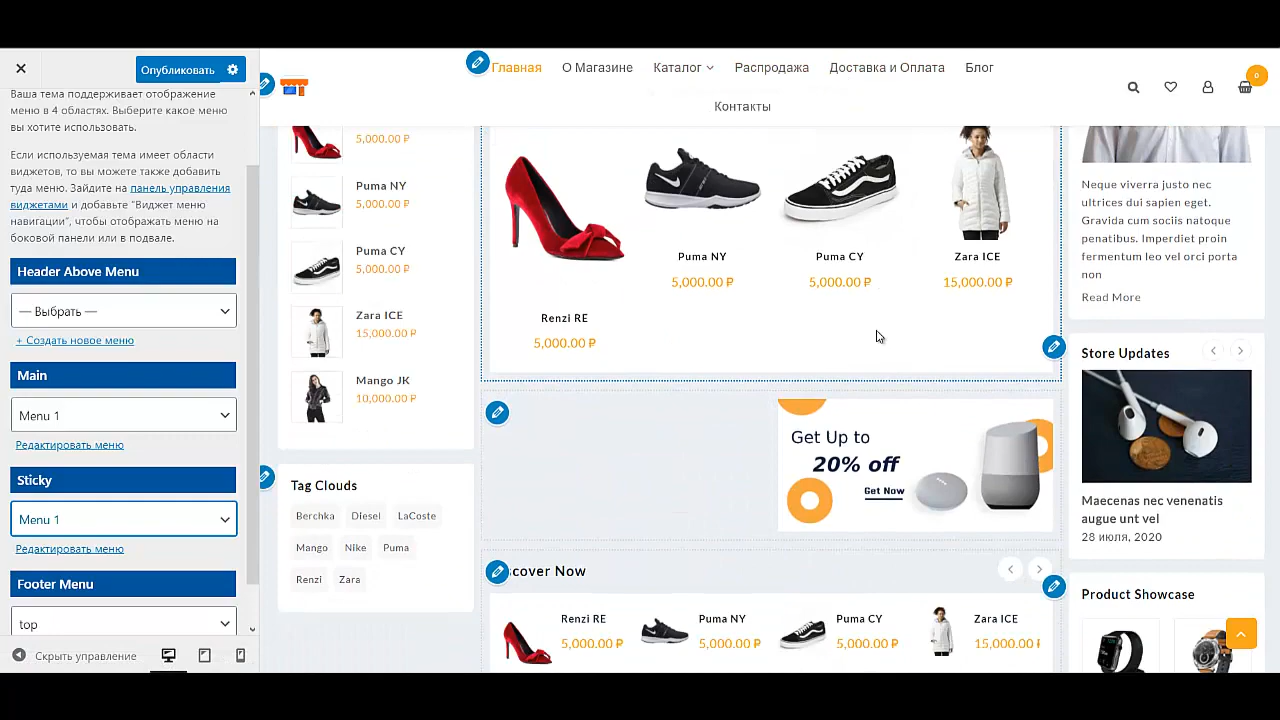 Опубликовать
Ваша тема поддерживает отображение
меню в 4 областях. Выберите какое меню
вы хотите использовать.
Если используемая тема имеет области
виджетов, то вы можете также добавить
туда меню. Зайдите на панель управления
виджетами и добавьте “Виджет меню
навигации”, чтобы отображать меню на
боковой панели или в подвале.
Header Above Menu
— Выбрать —
+ Создать новое меню
Main
Menu 1
Редактировать меню
Sticky
Menu 1
Редактировать меню
Footer Menu
top
Скрыть управление
Главная О Магазине Каталог Распродажа Доставка и Оплата Блог
Контакты
0
5,000.00 ₽
Puma NY
5,000.00 ₽
Puma CY
5,000.00 ₽
Zara ICE
15,000.00 ₽
Mango JK
10,000.00 ₽
Tag Clouds
Berchka Diesel LaCoste
Mango Nike Puma
Renzi Zara
Puma NY
5,000.00 ₽
Puma CY
5,000.00 ₽
Zara ICE
15,000.00 ₽
Renzi RE
5,000.00 ₽
Get Up to
20% off
Get Now
cover Now
Renzi RE
5,000.00 ₽
Puma NY
5,000.00 ₽
Puma CY
5,000.00 ₽
Zara ICE
15,000.00
Neque viverra justo nec
ultrices dui sapien eget.
Gravida cum sociis natoque
penatibus. Imperdiet proin
fermentum leo vel orci porta
non
Read More
Store Updates
Maecenas nec venenatis
augue unt vel
28 июля, 2020
Product Showcase